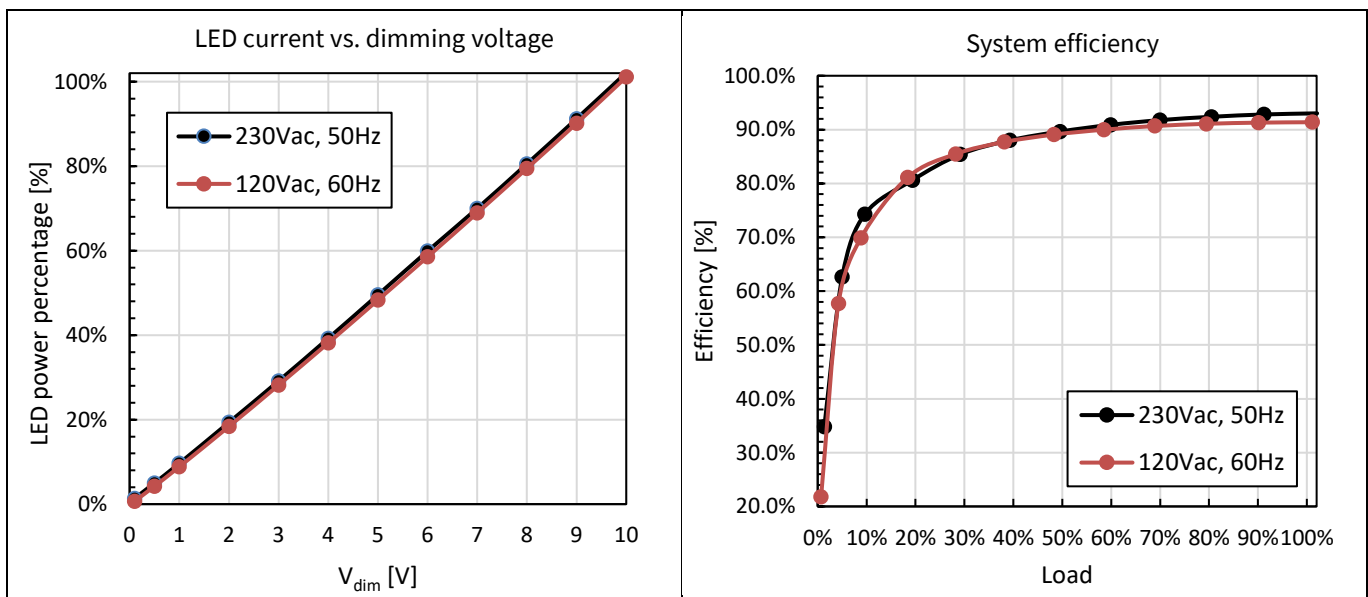 LED current vs. dimming voltage
LED power percentage [%]
100%
80%
60%
40%
20%
0%
230Vac, 50Hz
120Vac, 60Hz
0 1 2 3 4 5 6 7 8 9 10
V_dim [V]
System efficiency
Efficiency [%]
100.0%
90.0%
80.0%
70.0%
60.0%
50.0%
40.0%
30.0%
20.0%
230Vac, 50Hz
120Vac, 60Hz
0% 10% 20% 30% 40% 50% 60% 70% 80% 90% 100%
Load